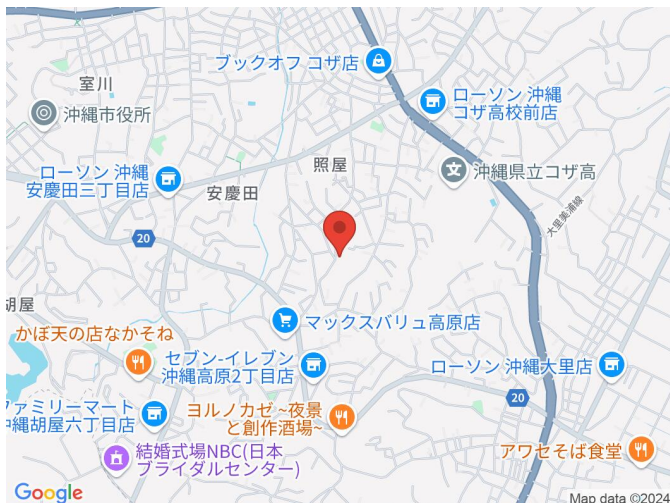 ブックオフ コザ店
室川
沖縄市役所
ローソン 沖縄
コザ高校前店
照屋
沖縄県立コザ高
ローソン 沖縄
安慶田三丁目店
安慶田
大里美浦線
20
胡屋
マックスバリュ高原店
かぼ天の店なかそね
セブン-イレブン
沖縄高原2丁目店
ローソン 沖縄大里店
20
ファミリーマート
沖縄胡屋六丁目店
ヨルノカゼ ~夜景
と創作酒場~
結婚式場NBC(日本
ブライダルセンター)
アワセそば食堂
Google
Map data ©2024